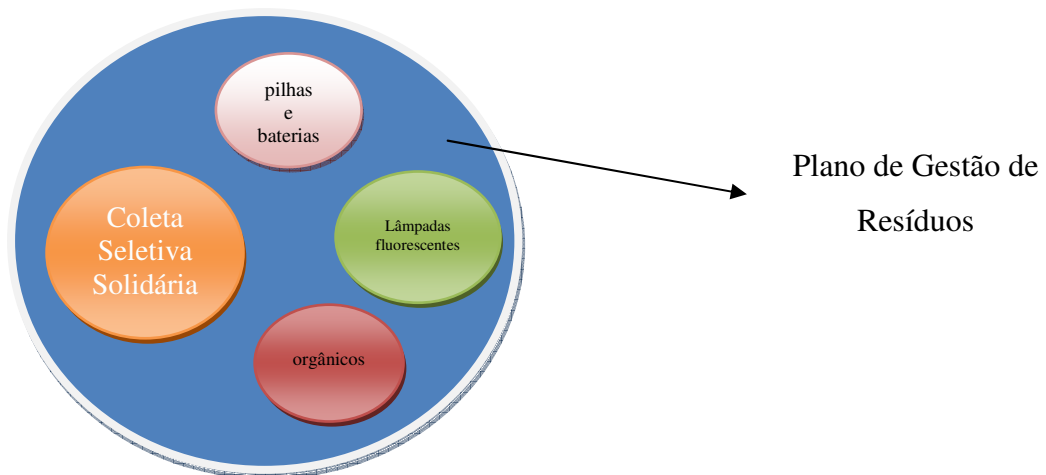 pilhas
e
baterias
Coleta
Seletiva
Solidária
Lâmpadas
fluorescentes
orgânicos
Plano de Gestão de
Resíduos